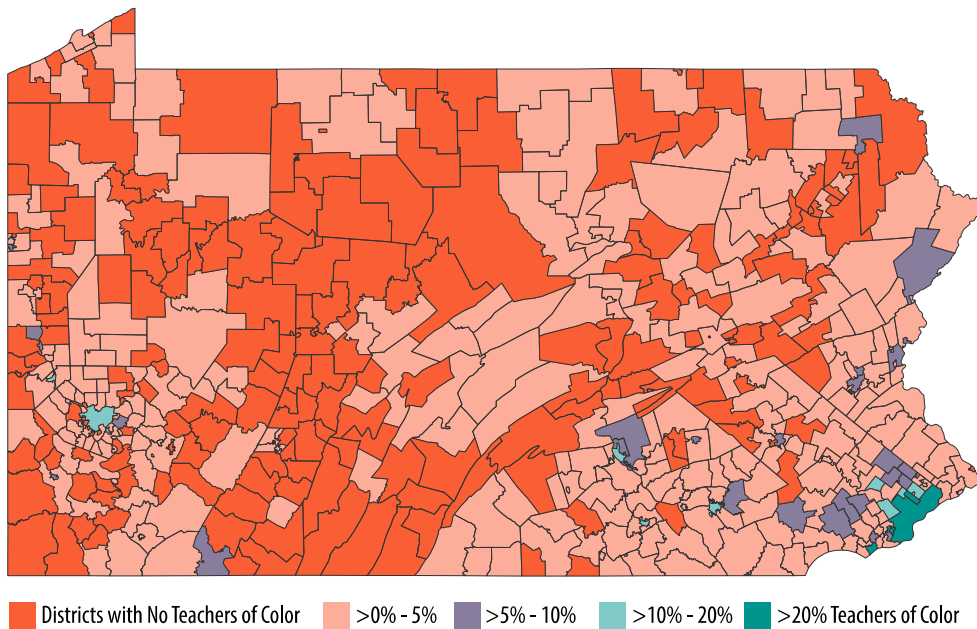 Districts with No Teachers of Color >0% - 5% >5% - 10% >10% - 20% >20% Teachers of Color